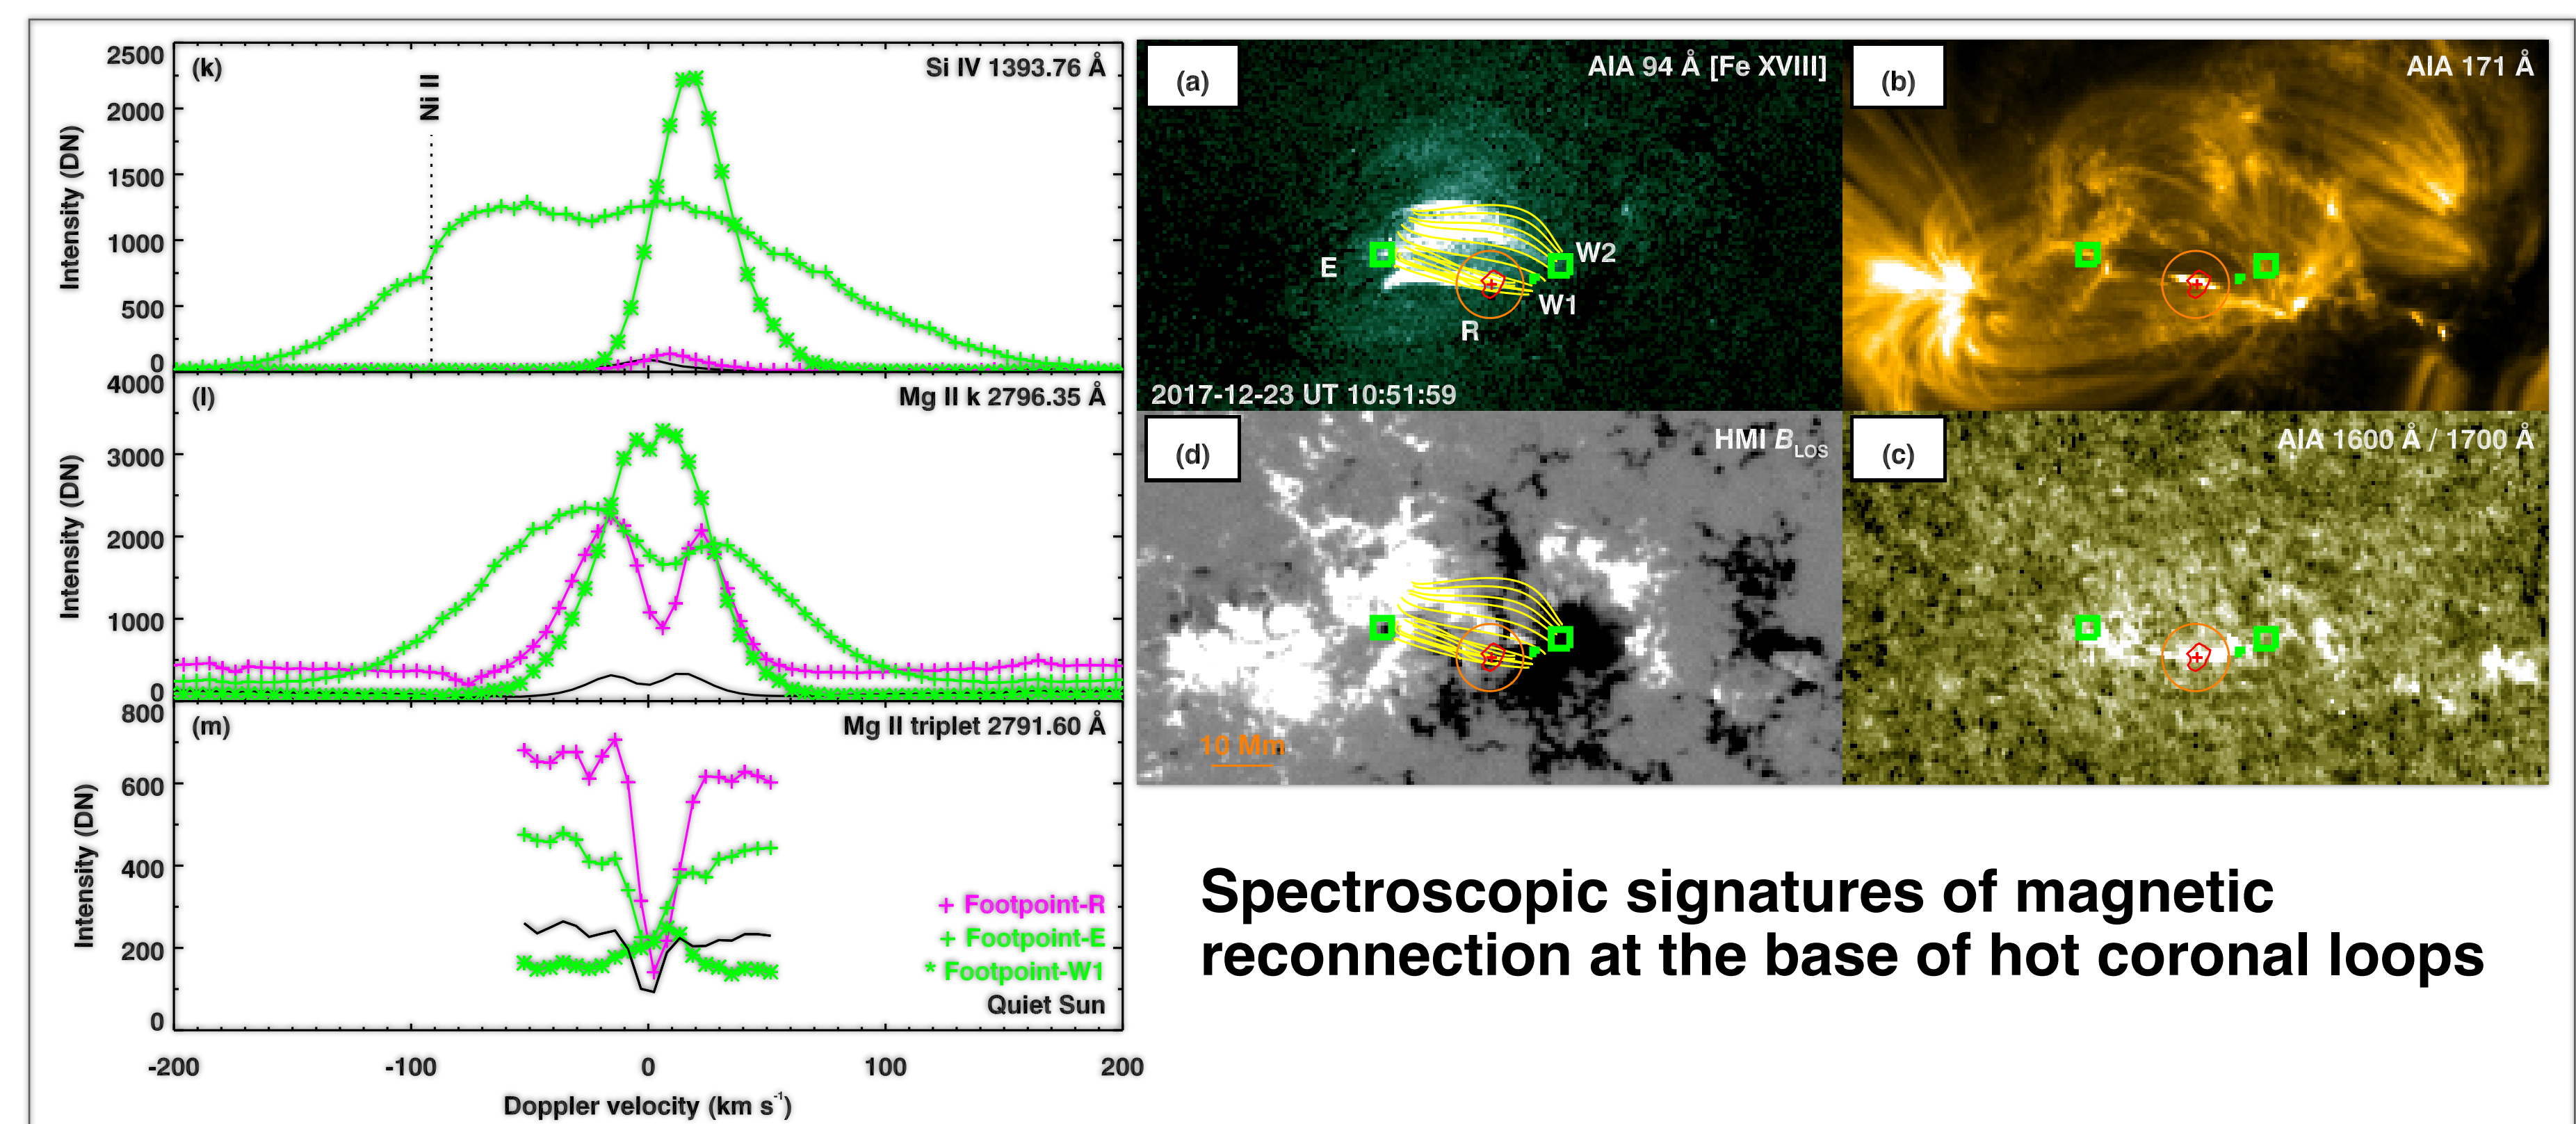 (k)
Si IV 1393.76 Å
Ni II
Intensity (DN)
2500
2000
1500
1000
500
0
(l)
Mg II k 2796.35 Å
Intensity (DN)
4000
3000
2000
1000
0
(m)
Mg II triplet 2791.60 Å
Intensity (DN)
800
600
400
200
0
+ Footpoint-R
+ Footpoint-E
* Footpoint-W1
Quiet Sun
-200 -100 0 100 200
Doppler velocity (km s-1)
(a)
AIA 94 Å [Fe XVIII]
E
W2
W1
R
2017-12-23 UT 10:51:59
(b)
AIA 171 Å
(d)
HMI BLOS
10 Mm
(c)
AIA 1600 Å / 1700 Å
Spectroscopic signatures of magnetic
reconnection at the base of hot coronal loops